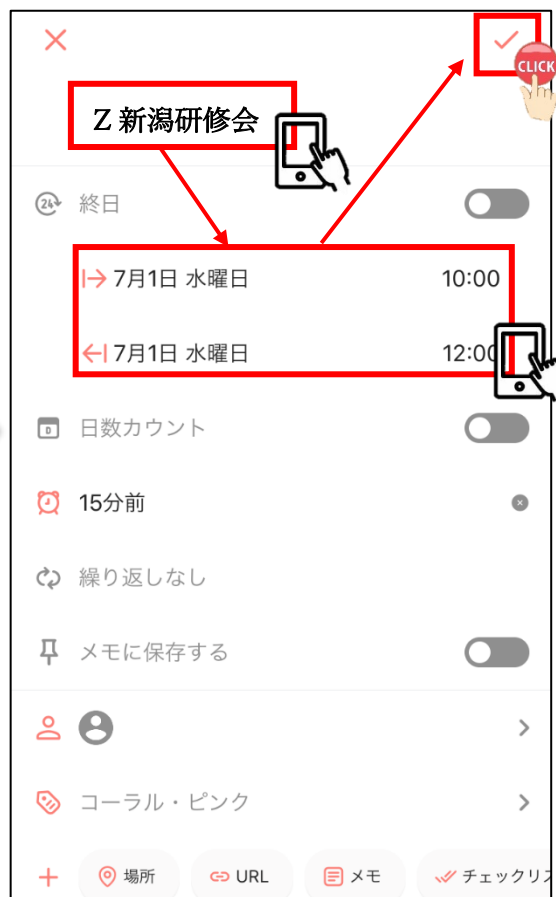 CLICK
Z 新潟研修会
24h
終日
7月1日 水曜日 10:00
7月1日 水曜日 12:00
日数カウント
15分前
繰り返しなし
メモに保存する
コーラル・ピンク
場所 URL メモ チェックリス